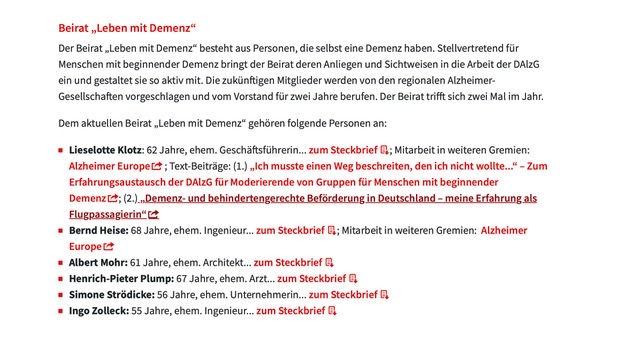 Beirat „Leben mit Demenz“
Der Beirat „Leben mit Demenz“ besteht aus Personen, die selbst eine Demenz haben. Stellvertretend für
Menschen mit beginnender Demenz bringt der Beirat deren Anliegen und Sichtweisen in die Arbeit der DAlzG
ein und gestaltet sie so aktiv mit. Die zukünftigen Mitglieder werden von den regionalen Alzheimer-
Gesellschaften vorgeschlagen und vom Vorstand für zwei Jahre berufen. Der Beirat trifft sich zwei Mal im Jahr.
Dem aktuellen Beirat „Leben mit Demenz“ gehören folgende Personen an:
Lieselotte Klotz: 62 Jahre, ehem. Geschäftsführerin... zum Steckbrief; Mitarbeit in weiteren Gremien:
Alzheimer Europe ; Text-Beiträge: (1.) „Ich musste einen Weg beschreiten, den ich nicht wollte...“ – Zum
Erfahrungsaustausch der DAlzG für Moderierende von Gruppen für Menschen mit beginnender
Demenz; (2.) „Demenz- und behindertengerechte Beförderung in Deutschland – meine Erfahrung als
Flugpassagierin“
Bernd Heise: 68 Jahre, ehem. Ingenieur... zum Steckbrief ; Mitarbeit in weiteren Gremien: Alzheimer
Europe
Albert Mohr: 61 Jahre, ehem. Architekt... zum Steckbrief
Henrich-Pieter Plump: 67 Jahre, ehem. Arzt... zum Steckbrief
Simone Strödicke: 56 Jahre, ehem. Unternehmerin... zum Steckbrief
Ingo Zolleck: 55 Jahre, ehem. Ingenieur... zum Steckbrief